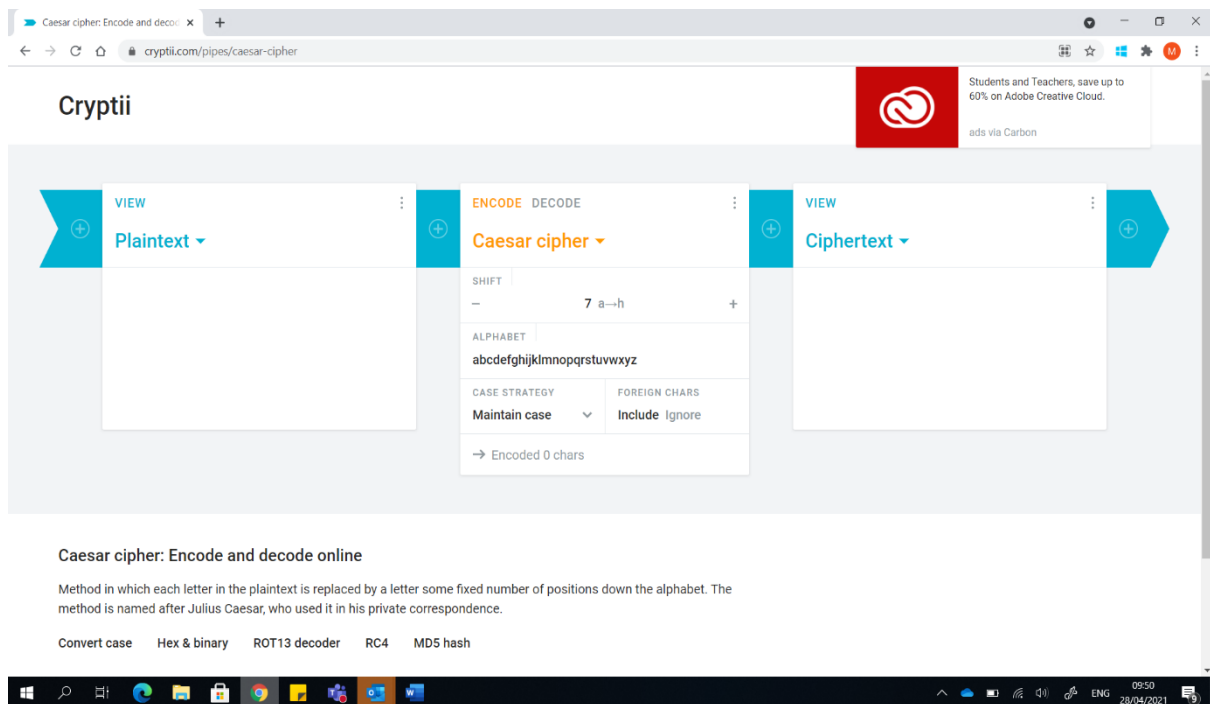 Caesar cipher: Encode and decod
cryptii.com/pipes/caesar-cipher
M
Cryptii
Students and Teachers, save up to
60% on Adobe Creative Cloud.
ads via Carbon
VIEW
Plaintext
ENCODE DECODE
Caesar cipher
SHIFT
− 7 a→h +
ALPHABET
abcdefghijklmnopqrstuvwxyz
CASE STRATEGY
Maintain case
FOREIGN CHARS
Include Ignore
→ Encoded 0 chars
VIEW
Ciphertext
Caesar cipher: Encode and decode online
Method in which each letter in the plaintext is replaced by a letter some fixed number of positions down the alphabet. The
method is named after Julius Caesar, who used it in his private correspondence.
Convert case Hex & binary ROT13 decoder RC4 MD5 hash
ENG
09:50
28/04/2021
9